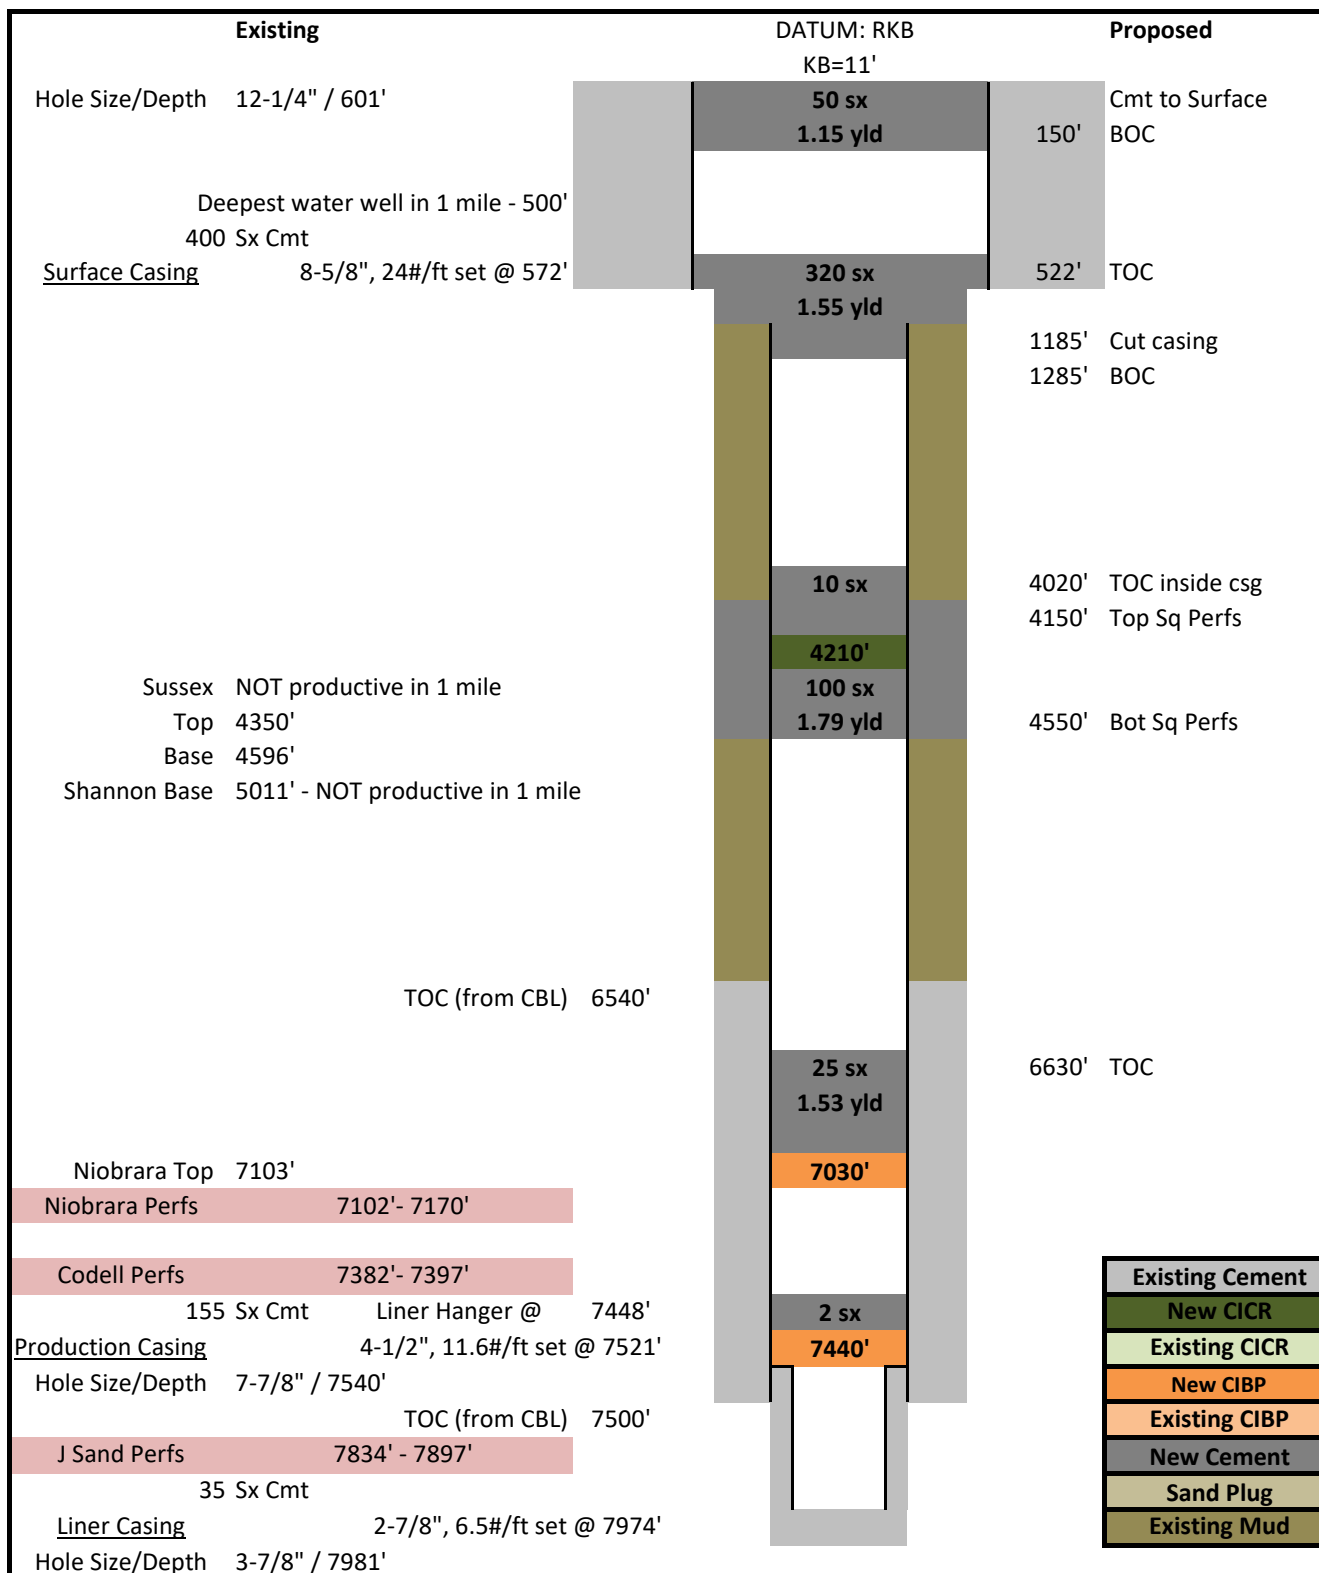 Existing DATUM: RKB Proposed
KB=11'
Hole Size/Depth 12-1/4" / 601' 50 sx Cmt to Surface
1.15 yld 150' BOC
Deepest water well in 1 mile - 500'
400 Sx Cmt
Surface Casing 8-5/8", 24#/ft set @ 572' 320 sx 522' TOC
1.55 yld
1185' Cut casing
1285' BOC
10 sx 4020' TOC inside csg
4150' Top Sq Perfs
4210'
Sussex NOT productive in 1 mile 100 sx
Top 4350' 1.79 yld 4550' Bot Sq Perfs
Base 4596'
Shannon Base 5011' - NOT productive in 1 mile
TOC (from CBL) 6540'
25 sx 6630' TOC
1.53 yld
Niobrara Top 7103' 7030'
Niobrara Perfs 7102'- 7170'
Codell Perfs 7382'- 7397' Existing Cement
155 Sx Cmt Liner Hanger @ 7448' 2 sx New CICR
Production Casing 4-1/2", 11.6#/ft set @ 7521' 7440' Existing CICR
Hole Size/Depth 7-7/8" / 7540' New CIBP
TOC (from CBL) 7500' Existing CIBP
J Sand Perfs 7834' - 7897' New Cement
35 Sx Cmt Sand Plug
Liner Casing 2-7/8", 6.5#/ft set @ 7974' Existing Mud
Hole Size/Depth 3-7/8" / 7981'